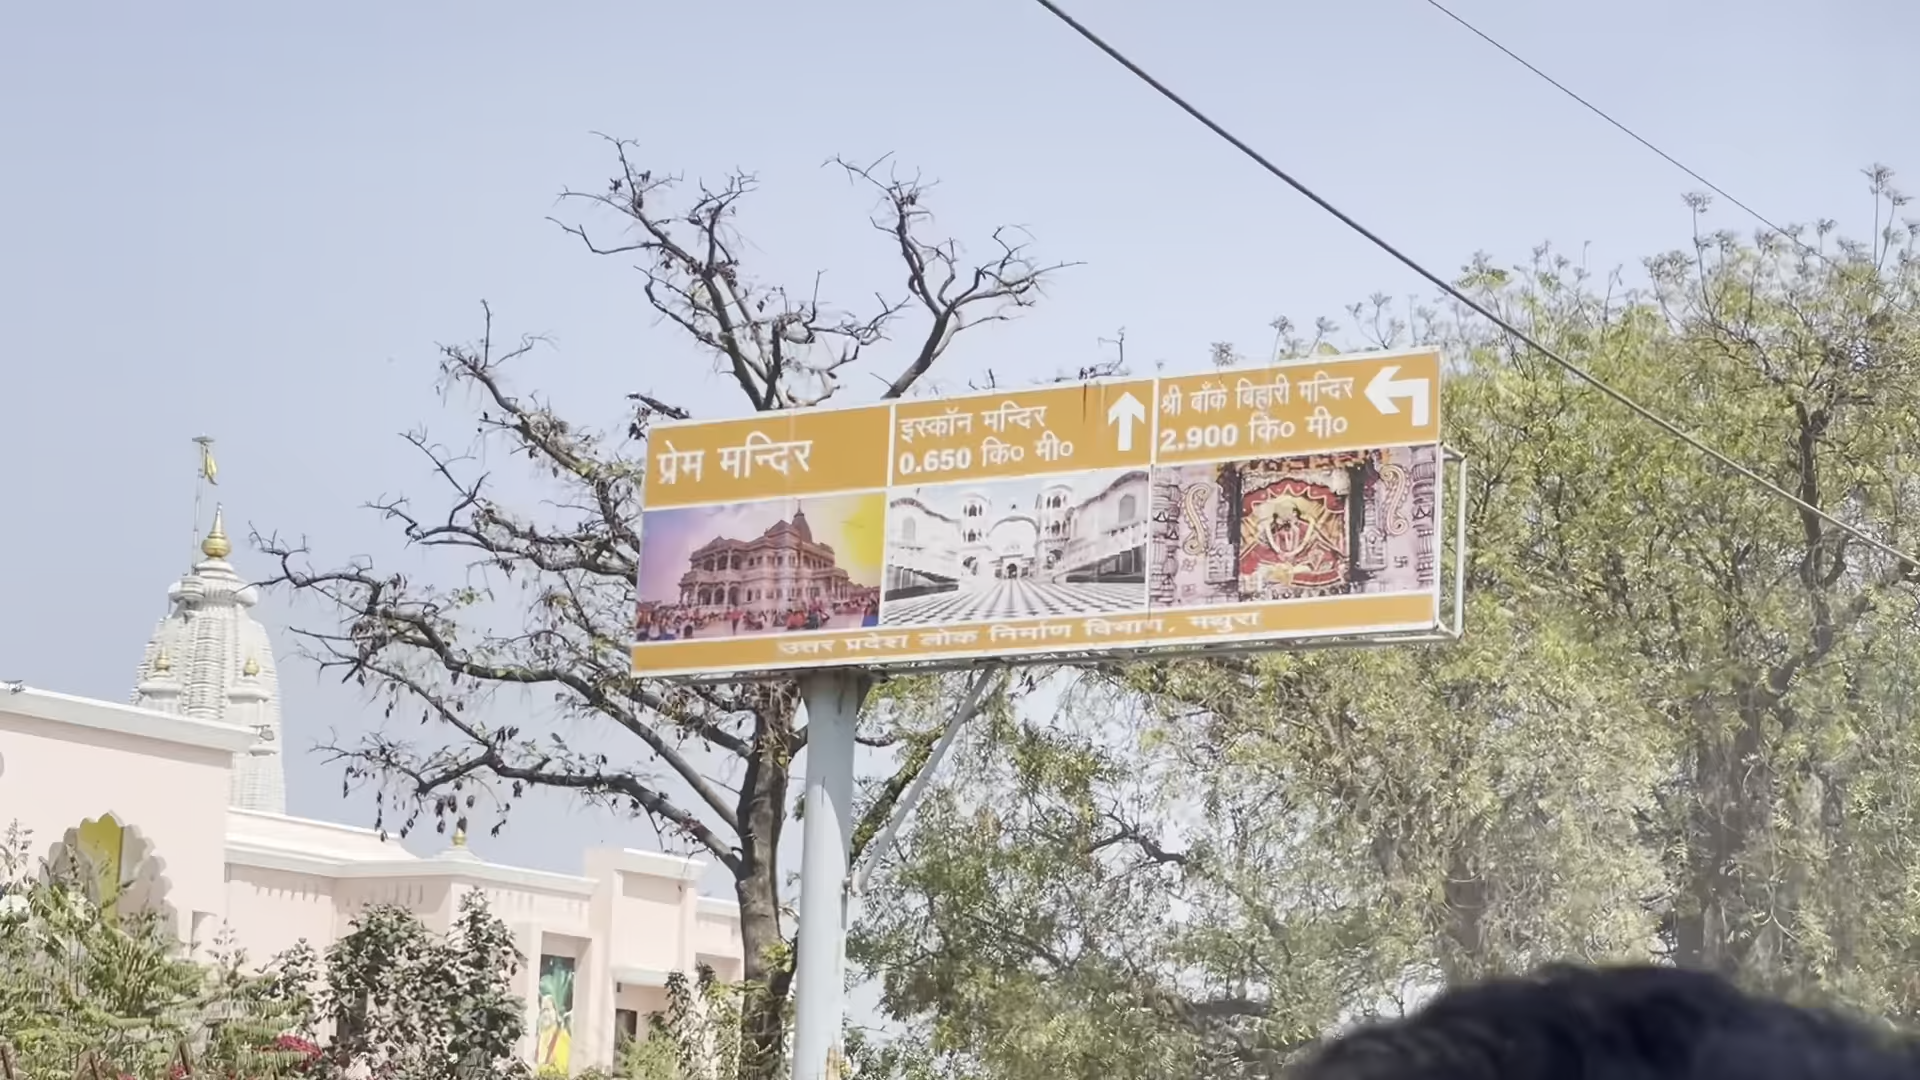 प्रेम मन्दिर
इस्कॉन मन्दिर
0.650 कि० मी०
श्री बाँके बिहारी मन्दिर
2.900 कि० मी०
उत्तर प्रदेश लोक निर्माण विभाग, मथुरा